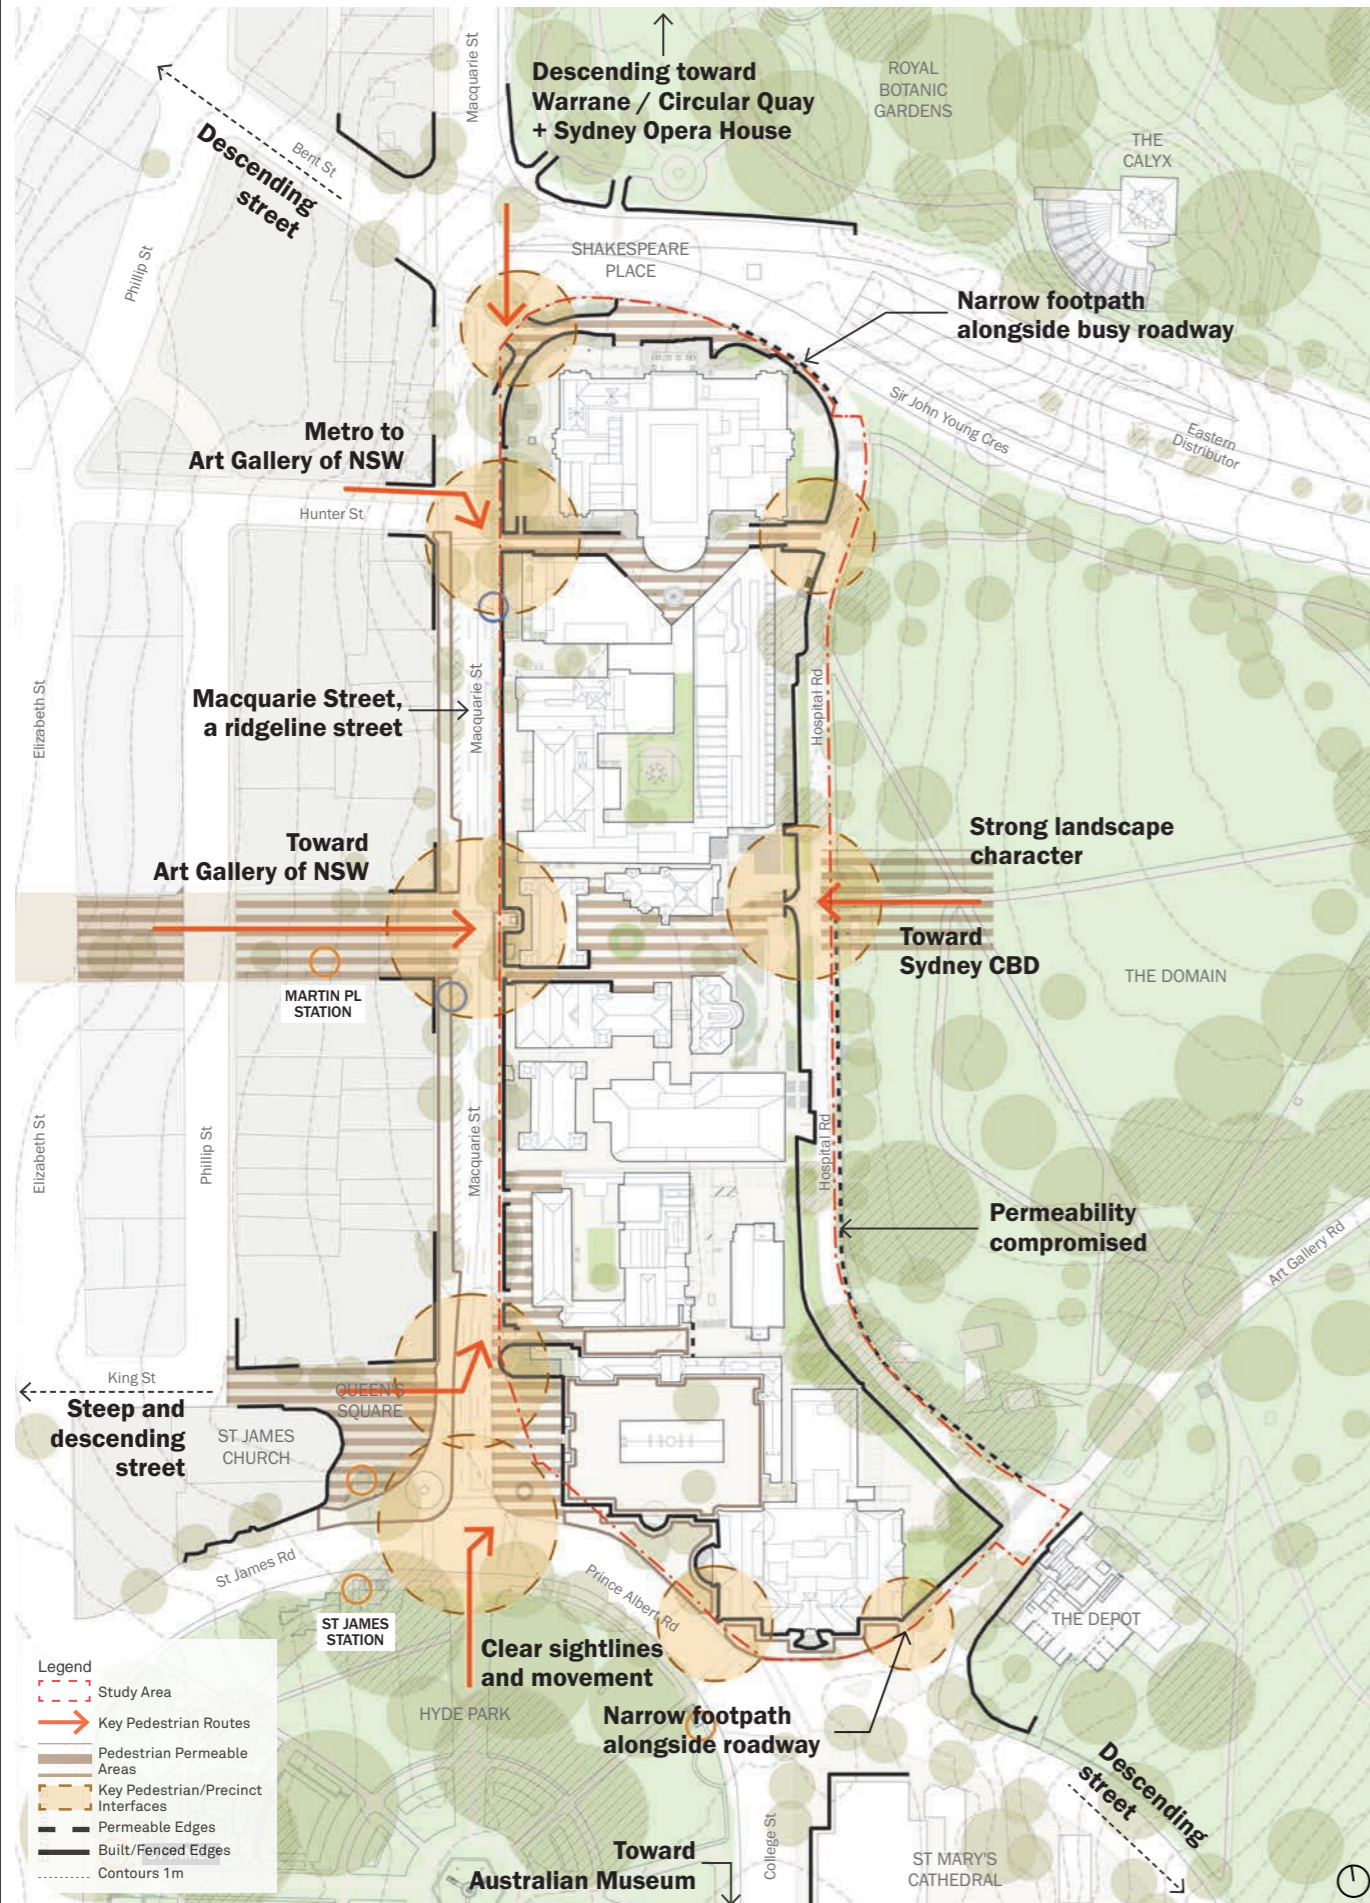 Macquarie St
Descending toward
Warrane / Circular Quay
+ Sydney Opera House
ROYAL
BOTANIC
GARDENS
THE
CALYX
Descending
street
Bent St
Phillip St
SHAKESPEARE
PLACE
Narrow footpath
alongside busy roadway
Sir John Young Cres
Eastern
Distributor
Metro to
Art Gallery of NSW
Hunter St
Elizabeth St
Macquarie Street,
a ridgeline street
Macquarie St
Hospital Rd
Toward
Art Gallery of NSW
Strong landscape
character
Toward
Sydney CBD
THE DOMAIN
MARTIN PL
STATION
Elizabeth St
Phillip St
Macquarie St
Hospital Rd
Permeability
compromised
Art Gallery Rd
King St
Steep and
descending
street
QUEEN'S
SQUARE
ST JAMES
CHURCH
St James Rd
Prince Albert Rd
ST JAMES
STATION
THE DEPOT
Clear sightlines
and movement
HYDE PARK
Narrow footpath
alongside roadway
Descending
street
College St
Toward
Australian Museum
ST MARY'S
CATHEDRAL
Legend
Study Area
Key Pedestrian Routes
Pedestrian Permeable
Areas
Key Pedestrian/Precinct
Interfaces
Permeable Edges
Built/Fenced Edges
Contours 1m